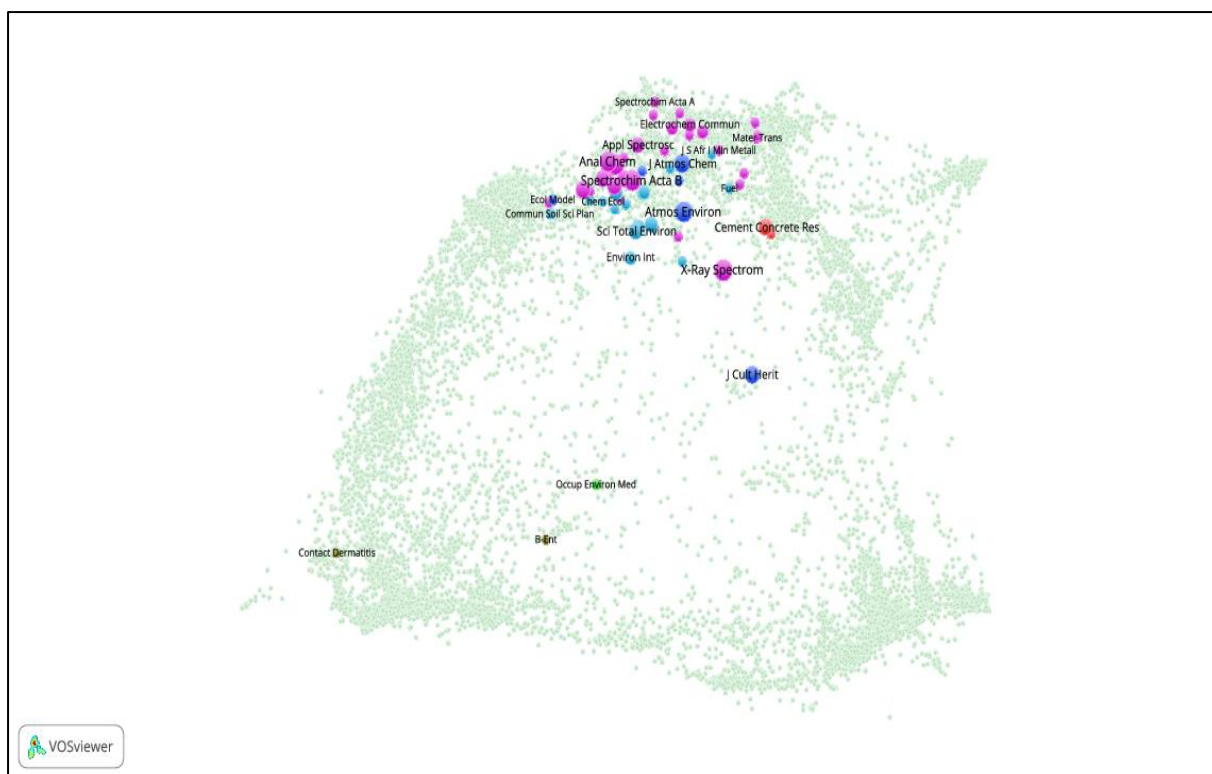 Spectrochim Acta A
Electrochem Commun
Mater Trans
Appl Spectrosc
J S Afr I Min Metall
Anal Chem
J Atmos Chem
Spectrochim Acta B
Fuel
Ecol Model
Chem Ecol
Commun Soil Sci Plan
Atmos Environ
Sci Total Environ
Cement Concrete Res
Environ Int
X-Ray Spectrom
J Cult Herit
Occup Environ Med
B-Ent
Contact Dermatitis
VOSviewer